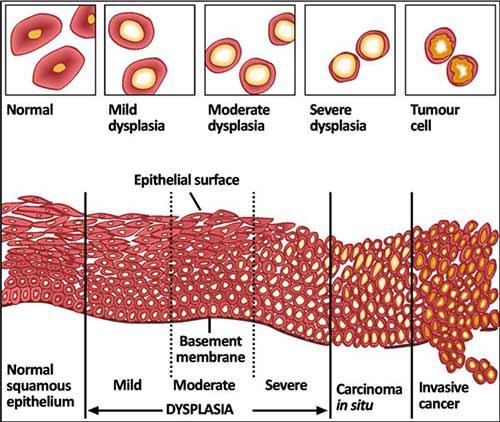 Normal
Mild
dysplasia
Moderate
dysplasia
Severe
dysplasia
Tumour
cell
Epithelial surface
Basement
membrane
Normal
squamous
epithelium
Mild
Moderate
Severe
DYSPLASIA
Carcinoma
in situ
Invasive
cancer